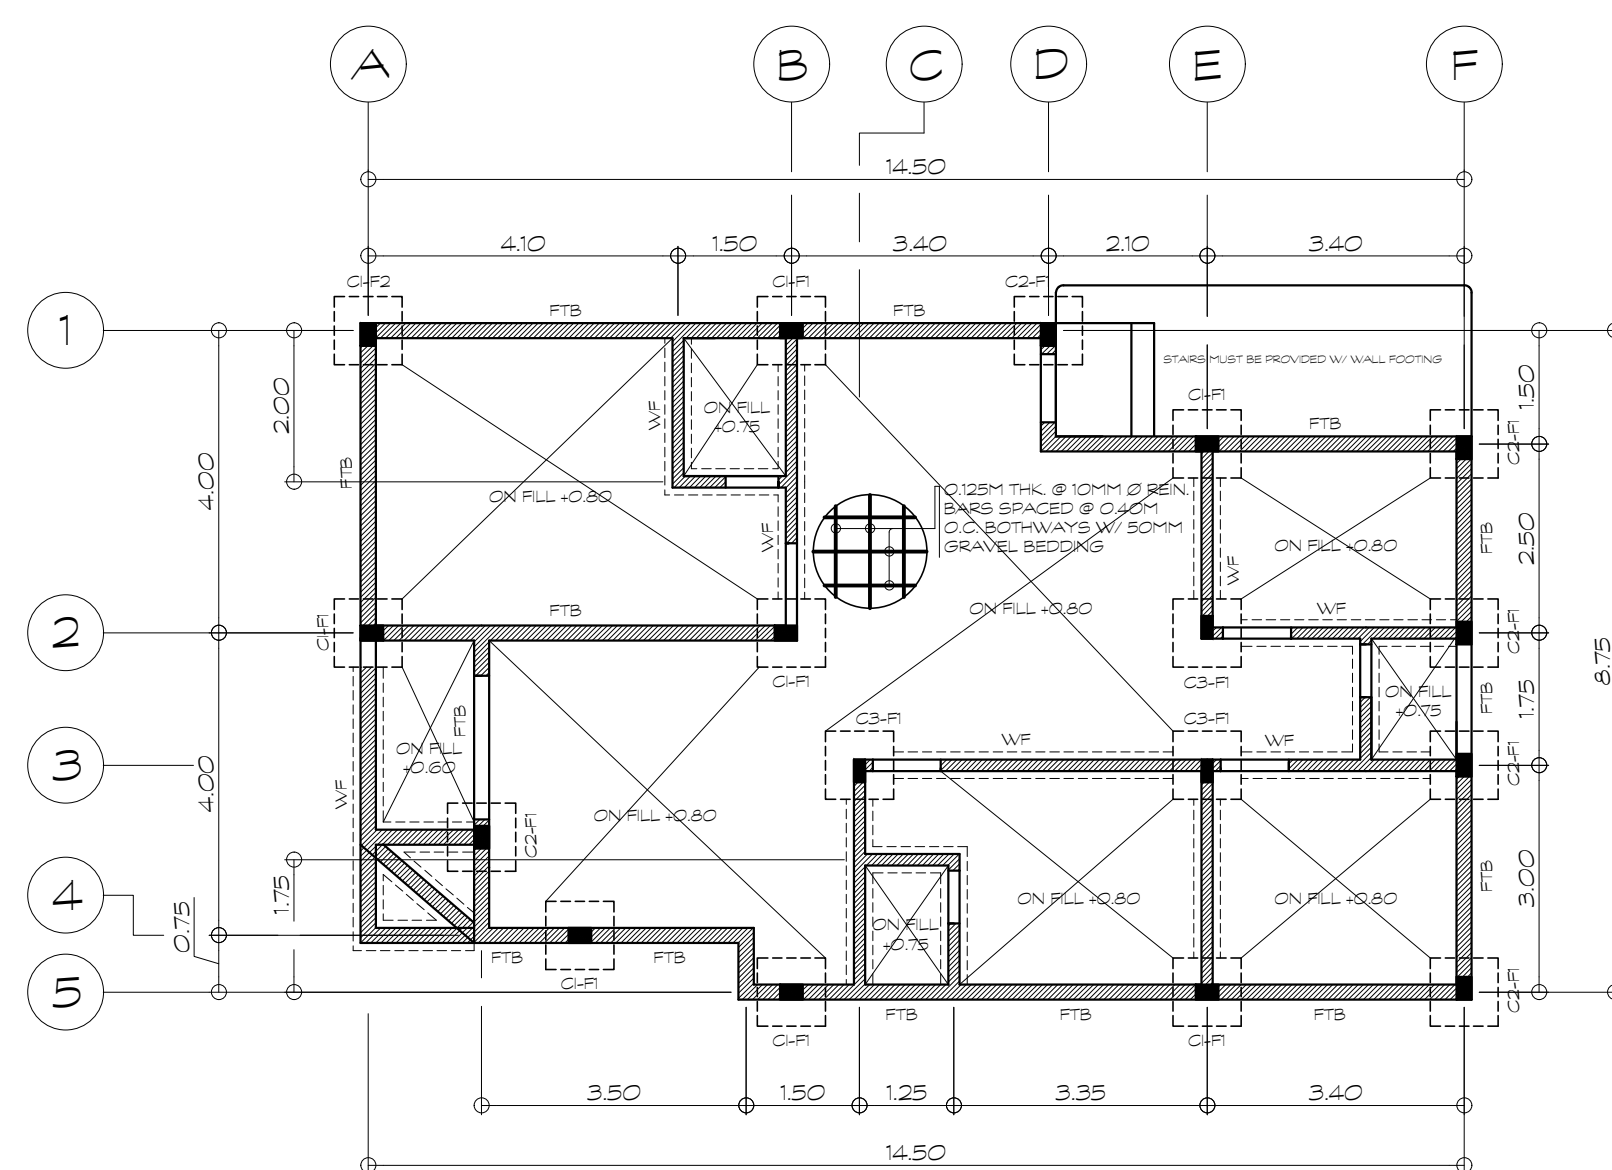 A B C D E F
14.50
4.10 1.50 3.40 2.10 3.40
C1-F2 C1-F1 C2-F1
FTB FTB
1
STAIRS MUST BE PROVIDED W/ WALL FOOTING
1.50
2.00
C1-F1
WF
ON FILL
+0.75
FTB
C2-F1
4.00
FTB
ON FILL +0.80
0.125M THK. @ 10MM Ø REIN.
BARS SPACED @ 0.40M
O.C. BOTHWAYS W/ 50MM
GRAVEL BEDDING
WF
ON FILL +0.80
FTB
2.50
WF
ON FILL +0.80
FTB
WF
2
C1-F1
C2-F1
8.75
C1-F1
C3-F1
ON FILL
+0.75
FTB
1.75
C3-F1
C3-F1
FTB
WF
WF
3
ON FILL
+0.60
C2-F1
4.00
WF
ON FILL +0.80
C2-F1
4
1.75
0.75
ON FILL
+0.75
ON FILL +0.80
ON FILL +0.80
FTB
3.00
FTB
FTB
C1-F1
5
C2-F1
FTB
FTB
FTB
C1-F1
C1-F1
3.50 1.50 1.25 3.35 3.40
14.50